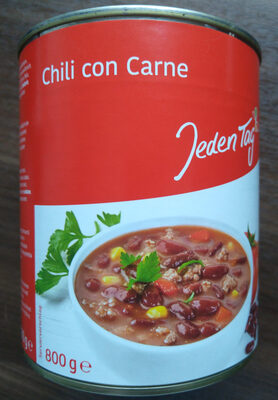 Chili con Carne
Jeden Tag
800 g e